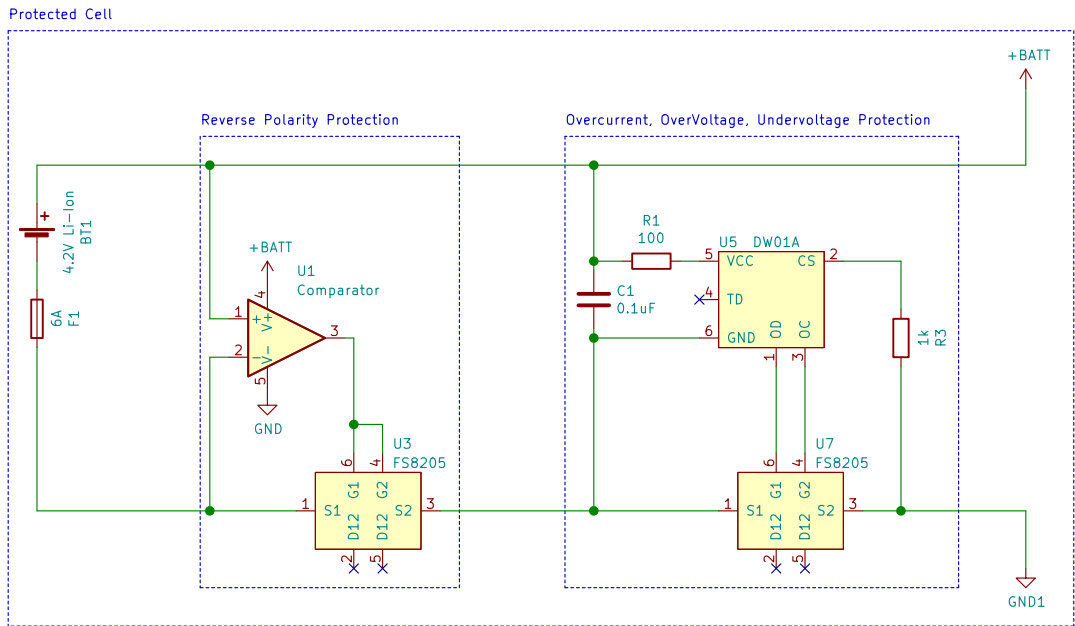 Protected Cell
+BATT
Reverse Polarity Protection
Overcurrent, OverVoltage, Undervoltage Protection
+
4.2V Li-Ion
BT1
6A
F1
+BATT
U1
Comparator
4
1
+
V+
3
2
−
V-
5
GND
U3
FS8205
6
4
G1
G2
1
S1
S2
3
D12
D12
2
5
R1
100
C1
0.1uF
U5
DW01A
5
VCC
CS
2
4
TD
6
GND
OD
OC
1
3
1k
R3
U7
FS8205
6
4
G1
G2
1
S1
S2
3
D12
D12
2
5
GND1